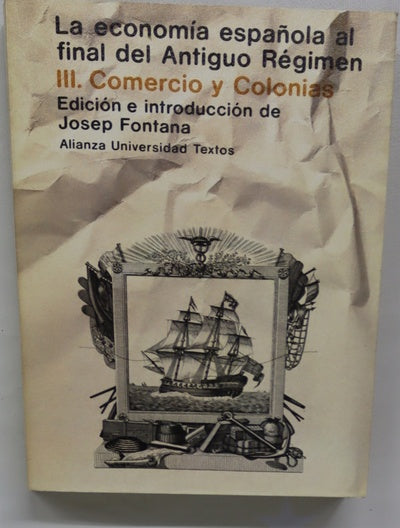 La economía española al
final del Antiguo Régimen
III. Comercio y Colonias
Edición e introducción de
Josep Fontana
Alianza Universidad Textos